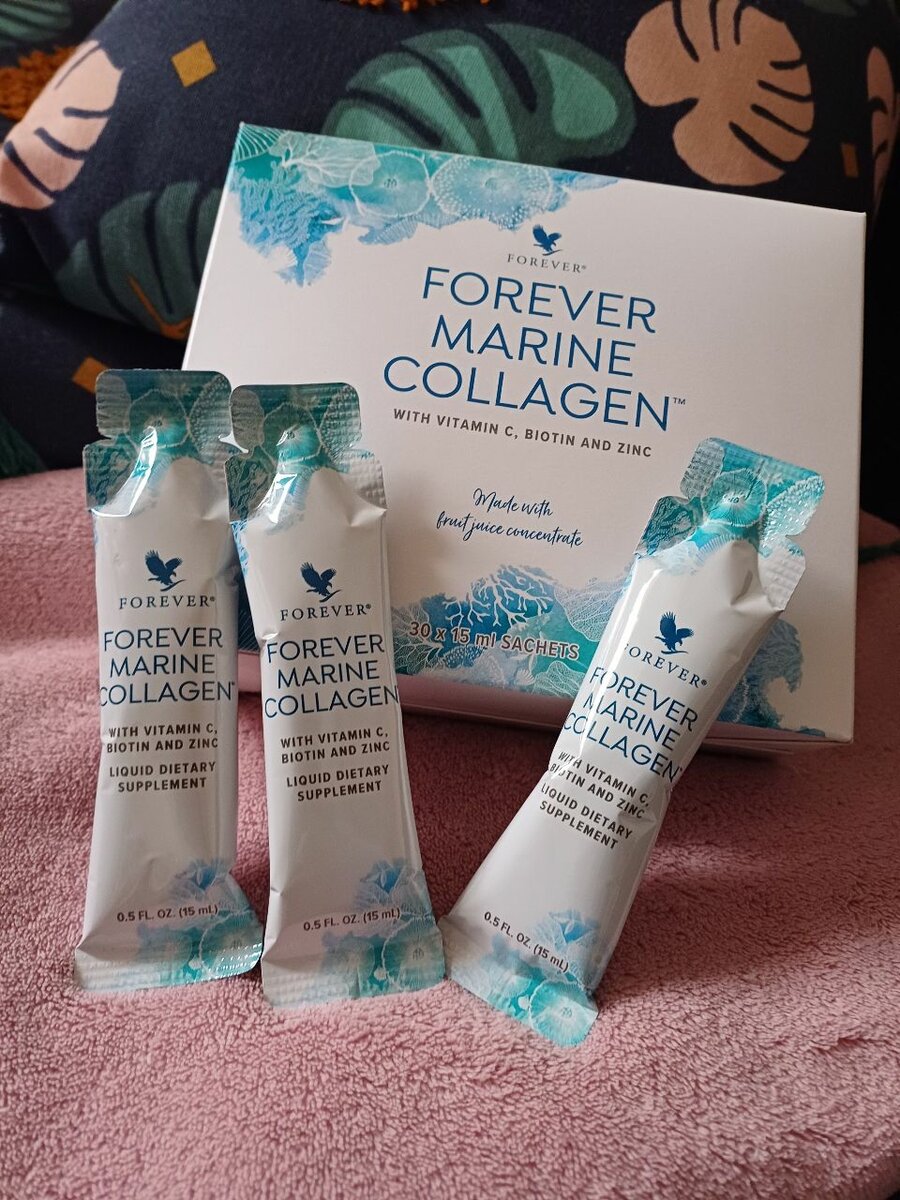 FOREVER®
FOREVER
MARINE
COLLAGEN™
WITH VITAMIN C, BIOTIN AND ZINC
Made with
fruit juice concentrate
30 x 15 ml SACHETS
FOREVER®
FOREVER
MARINE
COLLAGEN™
WITH VITAMIN C,
BIOTIN AND ZINC
LIQUID DIETARY
SUPPLEMENT
0.5 FL. OZ. (15 mL)
FOREVER®
FOREVER
MARINE
COLLAGEN
WITH VITAMIN C,
BIOTIN AND ZINC
LIQUID DIETARY
SUPPLEMENT
0.5 FL. OZ. (15 mL)
FOREVER®
FOREVER
MARINE
COLLAGEN™
WITH VITAMIN C,
BIOTIN AND ZINC
LIQUID DIETARY
SUPPLEMENT
0.5 FL. OZ. (15 mL)